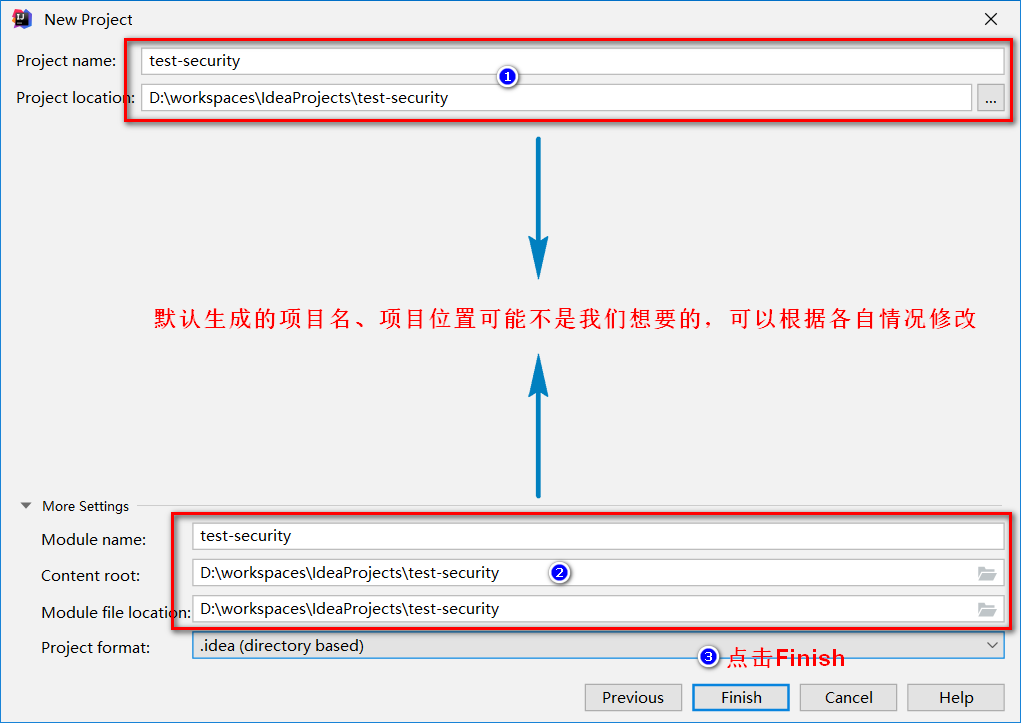 New Project
Project name: test-security
1
Project location: D:\workspaces\IdeaProjects\test-security ...
默认生成的项目名、项目位置可能不是我们想要的，可以根据各自情况修改
More Settings
Module name: test-security
Content root: D:\workspaces\IdeaProjects\test-security 2
Module file location: D:\workspaces\IdeaProjects\test-security
Project format: .idea (directory based)
3 点击Finish
Previous Finish Cancel Help